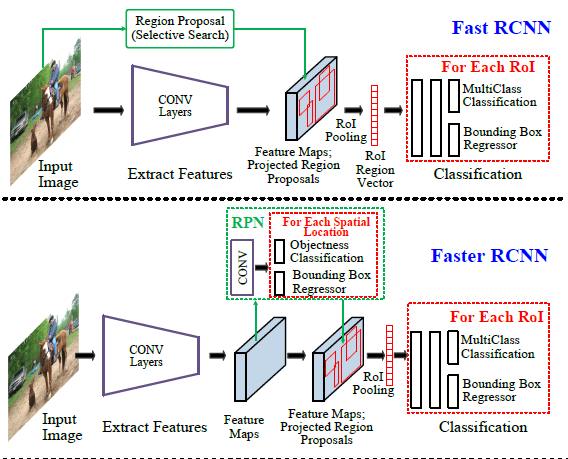 Region Proposal
(Selective Search)
Fast RCNN
For Each RoI
CONV
Layers
MultiClass
Classification
Bounding Box
Regressor
RoI
Pooling
Input
Image
Extract Features
Feature Maps;
Projected Region
Proposals
RoI
Region
Vector
Classification
RPN
For Each Spatial
Location
CONV
Objectness
Classification
Bounding Box
Regressor
Faster RCNN
For Each RoI
CONV
Layers
MultiClass
Classification
Bounding Box
Regressor
RoI
Pooling
Input
Image
Extract Features
Feature
Maps
Feature Maps;
Projected Region
Proposals
Classification